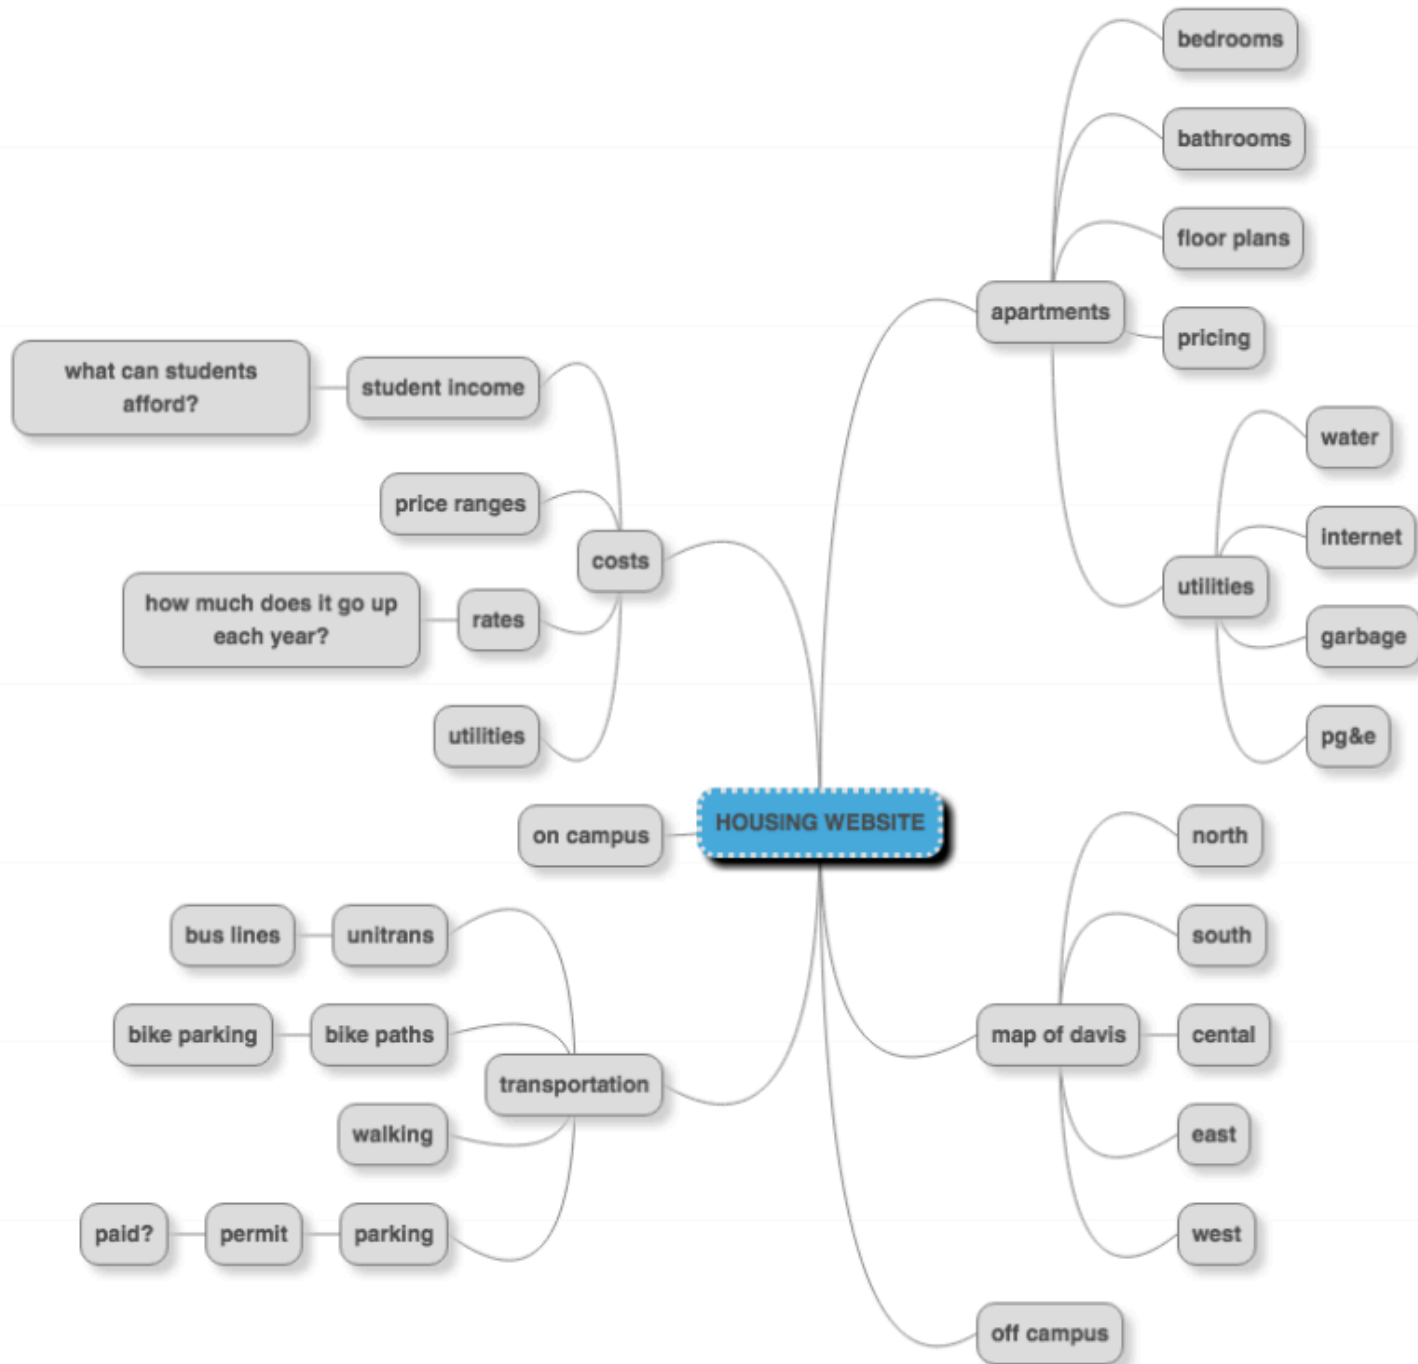 bedrooms
bathrooms
floor plans
apartments
pricing
what can students
afford?
student income
water
price ranges
internet
costs
utilities
how much does it go up
each year?
rates
garbage
utilities
pg&e
HOUSING WEBSITE
on campus
north
bus lines
unitrans
south
bike parking
bike paths
map of davis
cental
transportation
walking
east
paid?
permit
parking
west
off campus